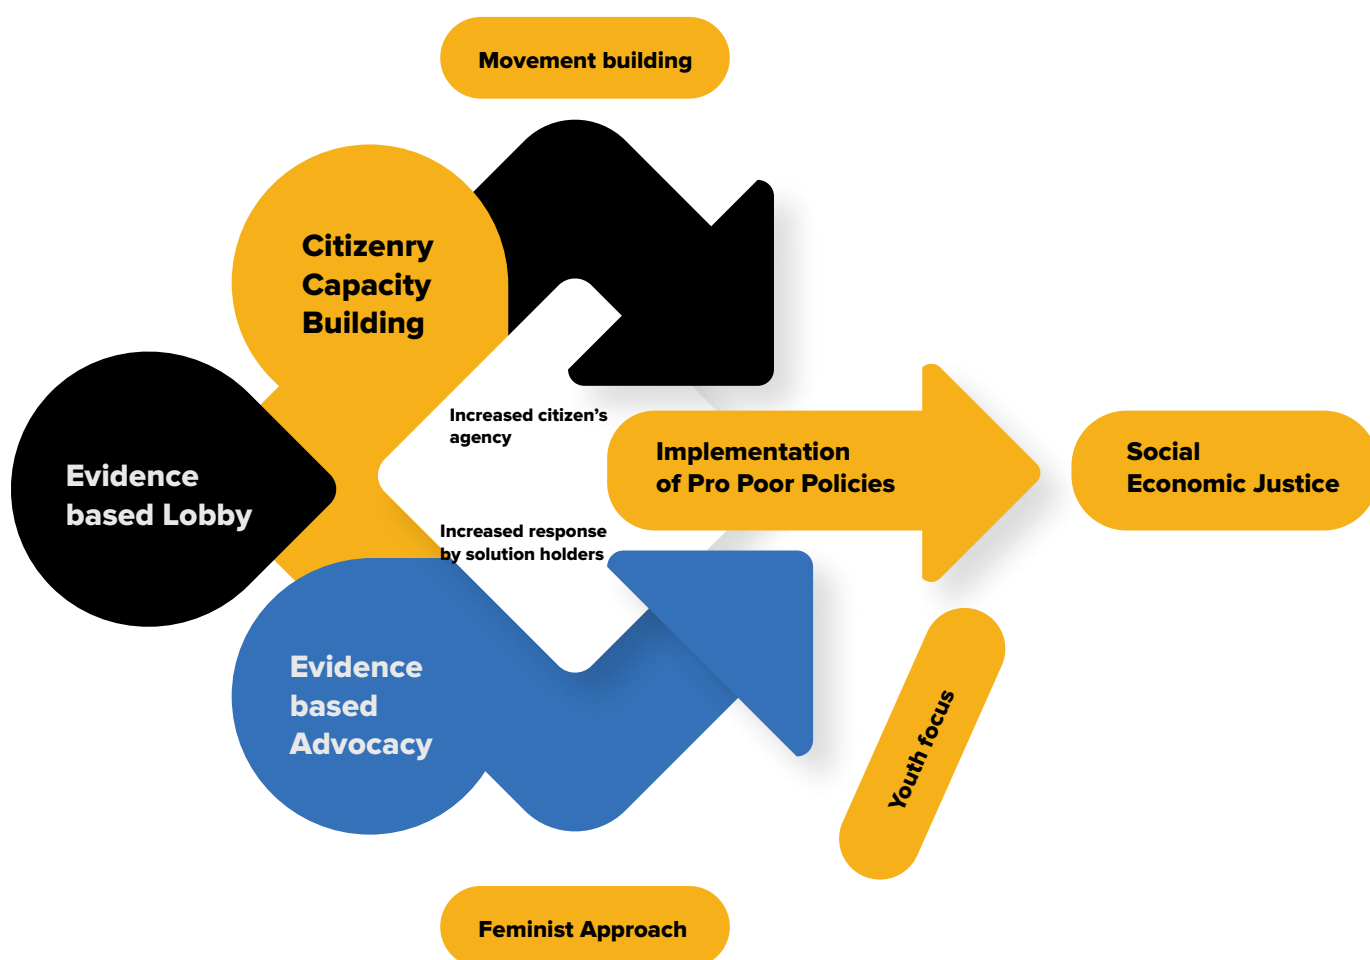 Movement building
Citizenry
Capacity
Building
Evidence
based Lobby
Increased citizen's
agency
Increased response
by solution holders
Implementation
of Pro Poor Policies
Social
Economic Justice
Evidence
based
Advocacy
Youth focus
Feminist Approach